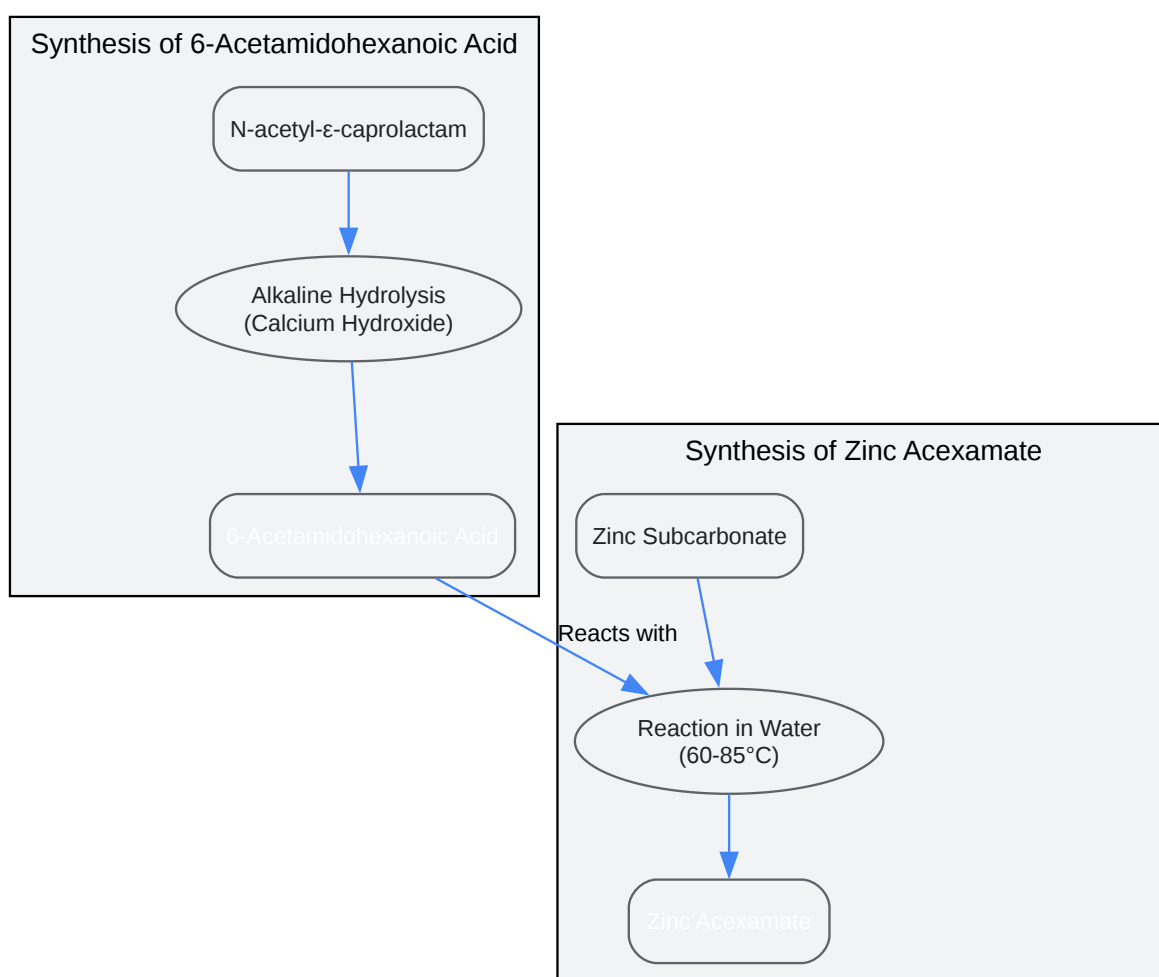 Synthesis of 6-Acetamidohexanoic Acid
N-acetyl-ε-caprolactam
Alkaline Hydrolysis
(Calcium Hydroxide)
6-Acetamidohexanoic Acid
Synthesis of Zinc Acexamate
Zinc Subcarbonate
Reacts with
Reaction in Water
(60-85°C)
Zinc Acexamate